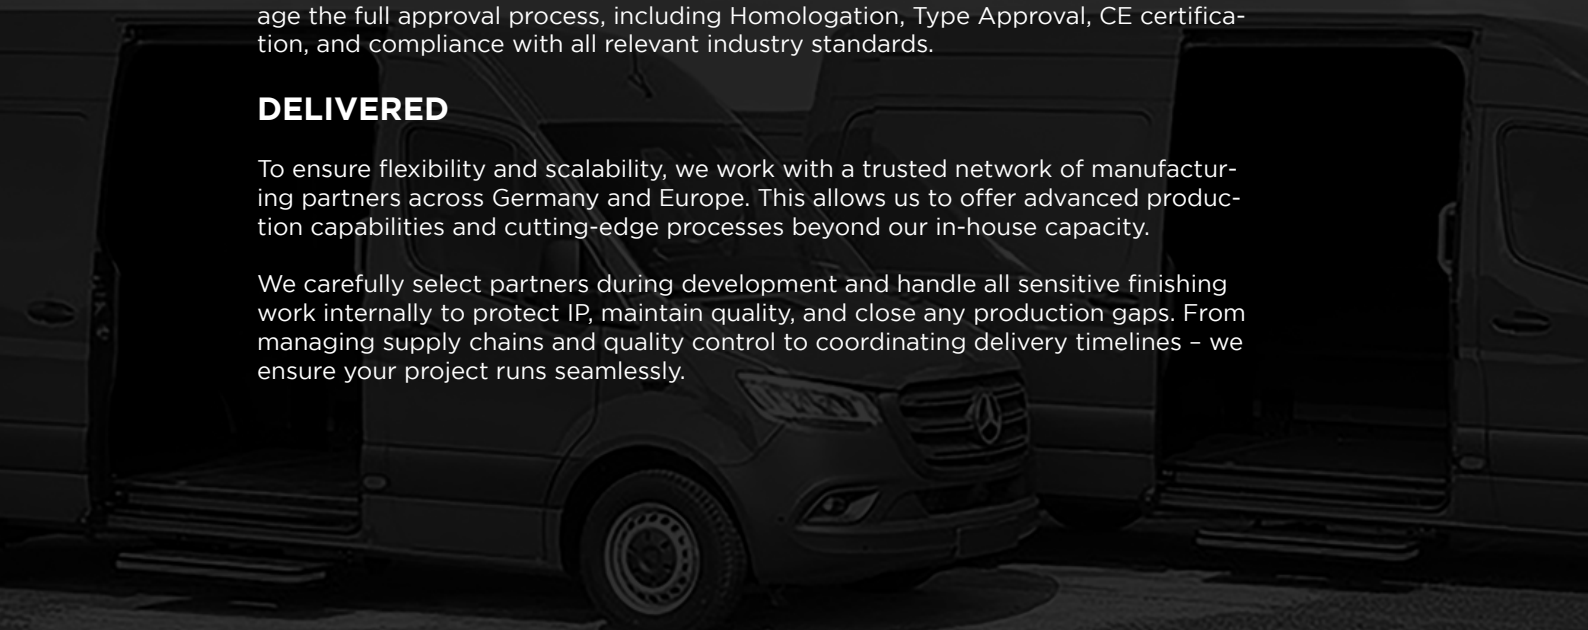 age the full approval process, including Homologation, Type Approval, CE certifica-
tion, and compliance with all relevant industry standards.
DELIVERED
To ensure flexibility and scalability, we work with a trusted network of manufactur-
ing partners across Germany and Europe. This allows us to offer advanced produc-
tion capabilities and cutting-edge processes beyond our in-house capacity.
We carefully select partners during development and handle all sensitive finishing
work internally to protect IP, maintain quality, and close any production gaps. From
managing supply chains and quality control to coordinating delivery timelines – we
ensure your project runs seamlessly.